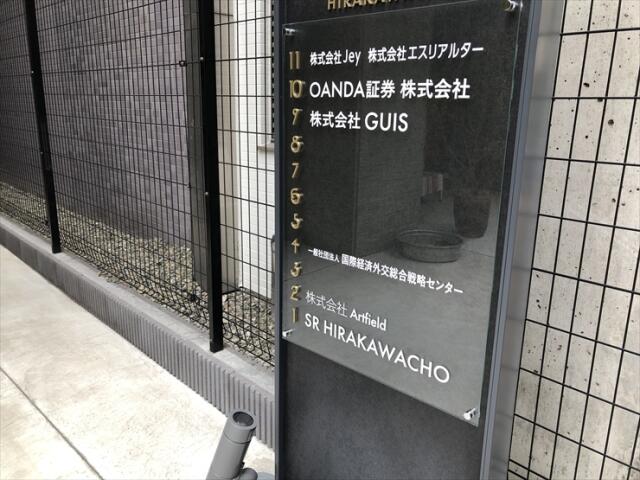 HIRAKAW
11 株式会社Jey 株式会社エスリアルター
10 OANDA証券 株式会社
9 株式会社 GUIS
8
7
6
5
4
3 一般社団法人 国際経済外交総合戦略センター
2 株式会社 Artfield
1 SR HIRAKAWACHO